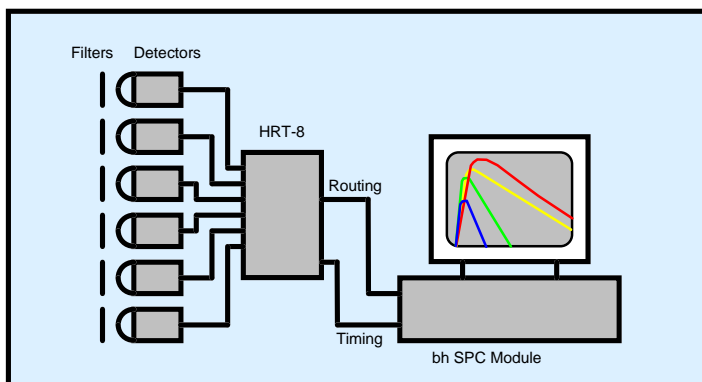 Filters Detectors
HRT-8
Routing
Timing
bh SPC Module